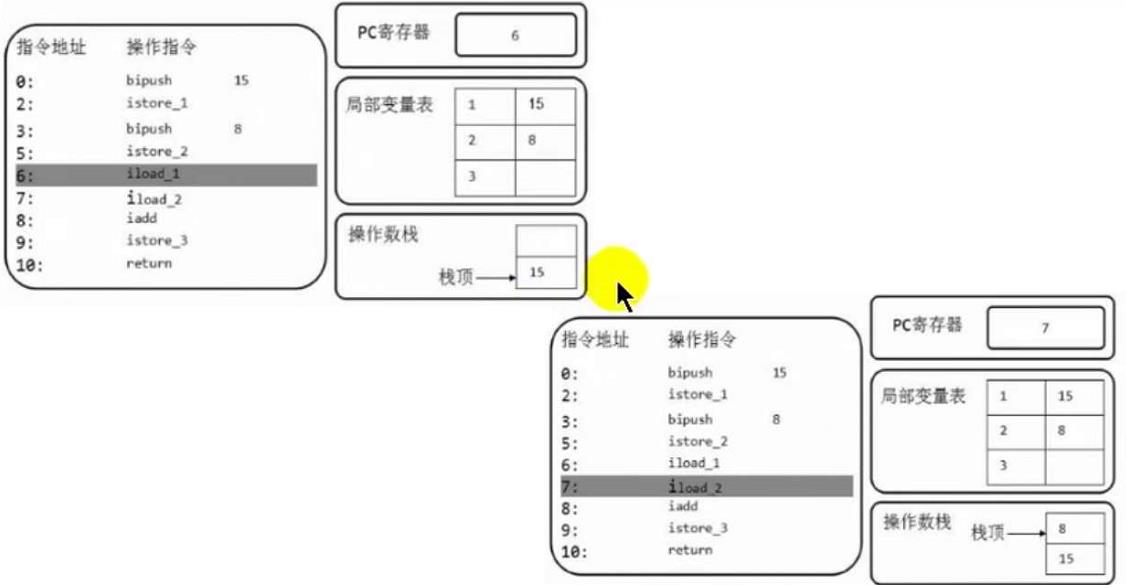 指令地址 操作指令
0: bipush 15
2: istore_1
3: bipush 8
5: istore_2
6: iload_1
7: iload_2
8: iadd
9: istore_3
10: return
PC寄存器 6
局部变量表 1 15
2 8
3
操作数栈
栈顶 15
指令地址 操作指令
0: bipush 15
2: istore_1
3: bipush 8
5: istore_2
6: iload_1
7: iload_2
8: iadd
9: istore_3
10: return
PC寄存器 7
局部变量表 1 15
2 8
3
操作数栈 栈顶 8
15